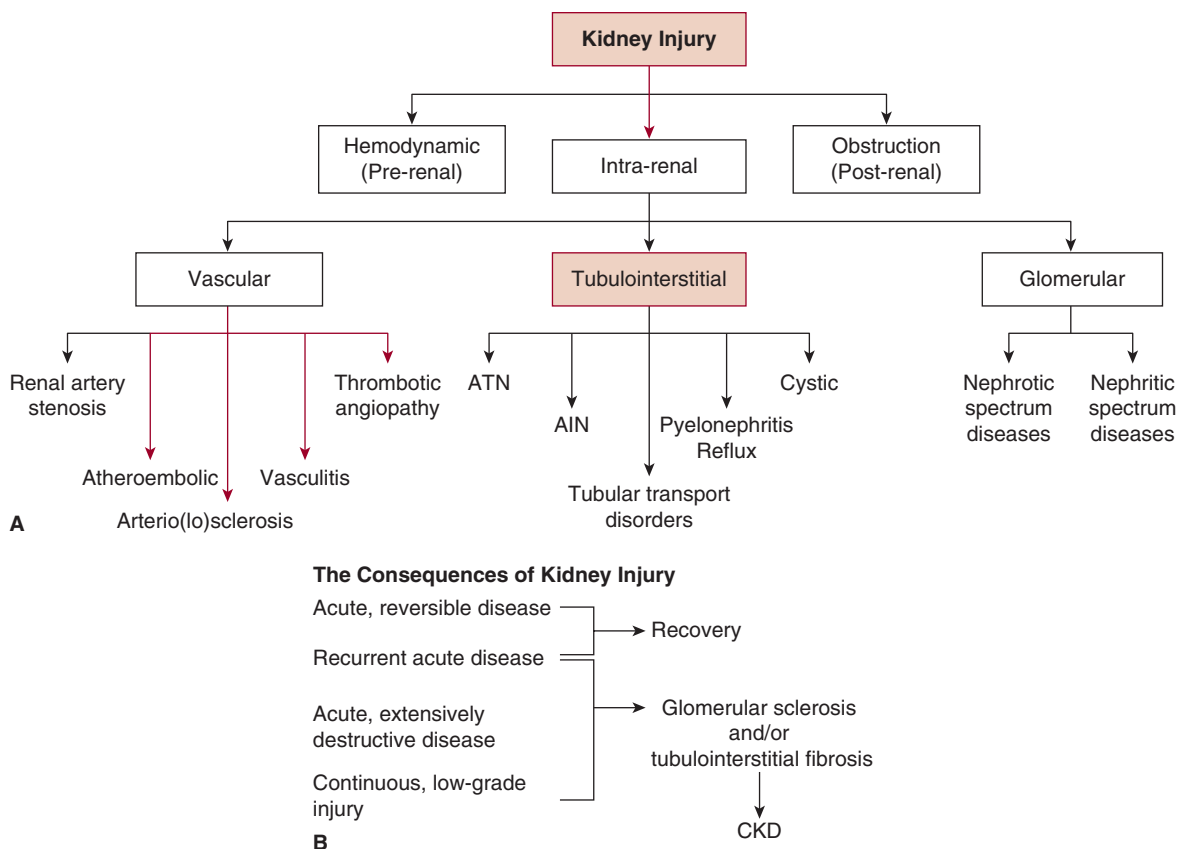 Kidney Injury
Hemodynamic
(Pre-renal)
Intra-renal
Obstruction
(Post-renal)
Vascular
Tubulointerstitial
Glomerular
Renal artery
stenosis
Atheroembolic
Arterio(lo)sclerosis
Vasculitis
Thrombotic
angiopathy
ATN
AIN
Tubular transport
disorders
Pyelonephritis
Reflux
Cystic
Nephrotic
spectrum
diseases
Nephritic
spectrum
diseases
A
The Consequences of Kidney Injury
Acute, reversible disease
Recurrent acute disease
Acute, extensively
destructive disease
Continuous, low-grade
injury
Recovery
Glomerular sclerosis
and/or
tubulointerstitial fibrosis
CKD
B